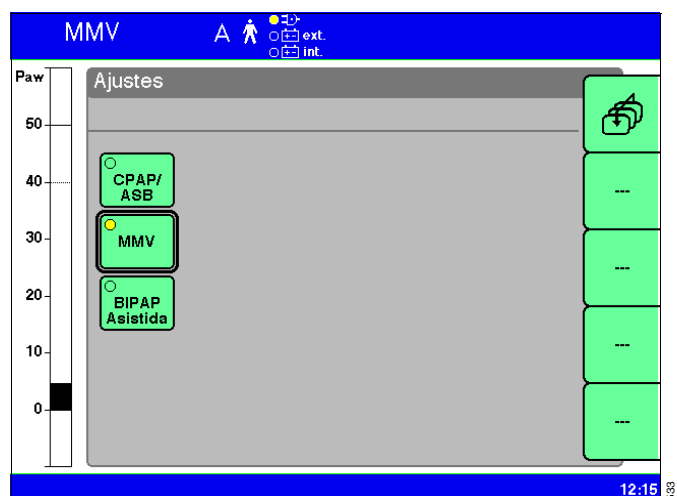 MMV
A
ext.
int.
Paw
Ajustes
50
40
30
20
10
0
CPAP/
ASB
MMV
BIPAP
Asistida
---
---
---
---
12:15